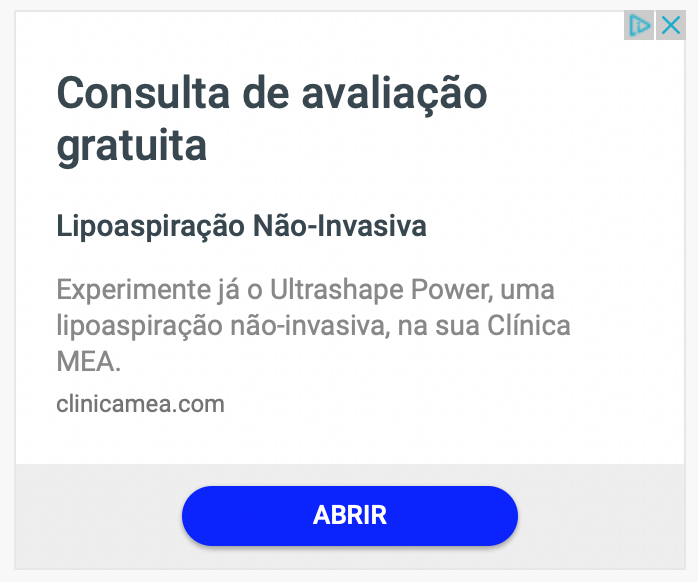 Consulta de avaliação
gratuita
Lipoaspiração Não-Invasiva
Experimente já o Ultrashape Power, uma
lipoaspiração não-invasiva, na sua Clínica
MEA.
clinicamea.com
ABRIR